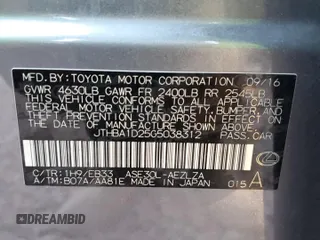 MFD. BY: TOYOTA MOTOR CORPORATION 09/16
GVWR 4630LB GAWR FR 2400LB RR 2545LB
THIS VEHICLE CONFORMS TO ALL APPLICABLE FEDERAL
MOTOR VEHICLE SAFETY, BUMPER, AND THEFT PREVENTION
STANDARDS IN EFFECT ON THE DATE OF MANUFACTURE
SHOWN ABOVE.
JTHBA1D25G5038312 PASS.CAR
C/TR: 1H9/EB33 ASE30L-AEZLZA
A/TM: B07A/AA81E MADE IN JAPAN 015A